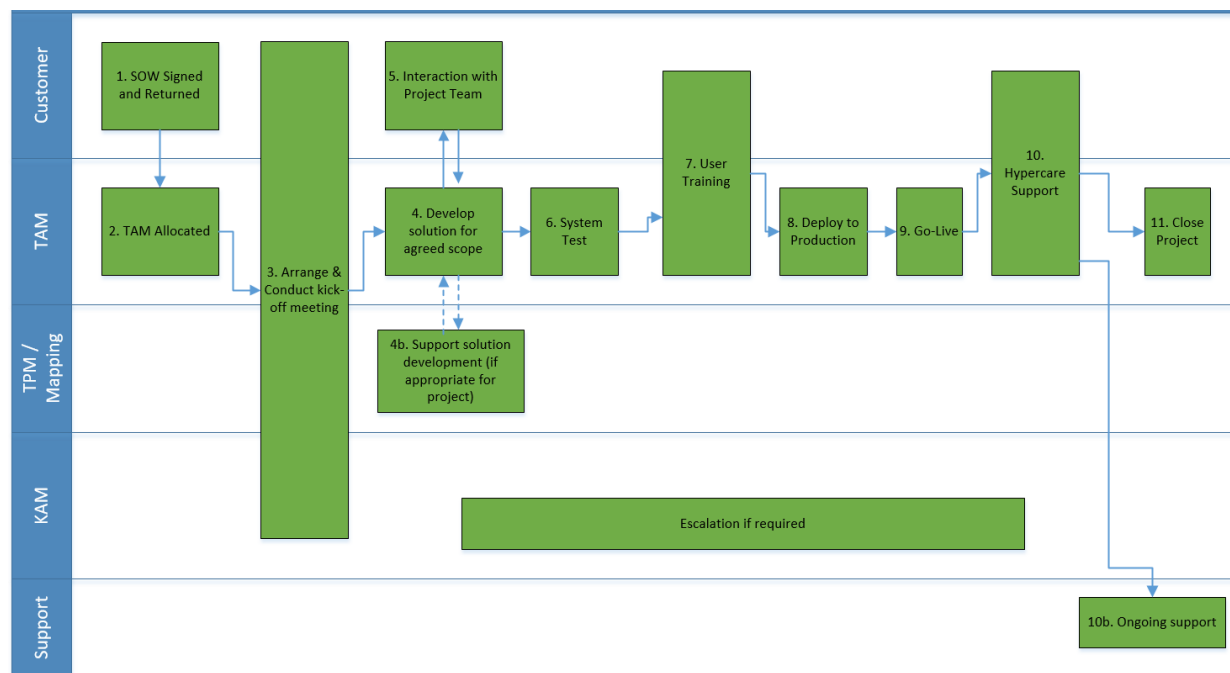 Customer
1. SOW Signed
and Returned
5. Interaction with
Project Team
TAM
2. TAM Allocated
3. Arrange &
Conduct kick-
off meeting
4. Develop
solution for
agreed scope
6. System
Test
7. User
Training
8. Deploy to
Production
9. Go-Live
10.
Hypercare
Support
11. Close
Project
TPM /
Mapping
4b. Support solution
development (if
appropriate for
project)
KAM
Escalation if required
Support
10b. Ongoing support